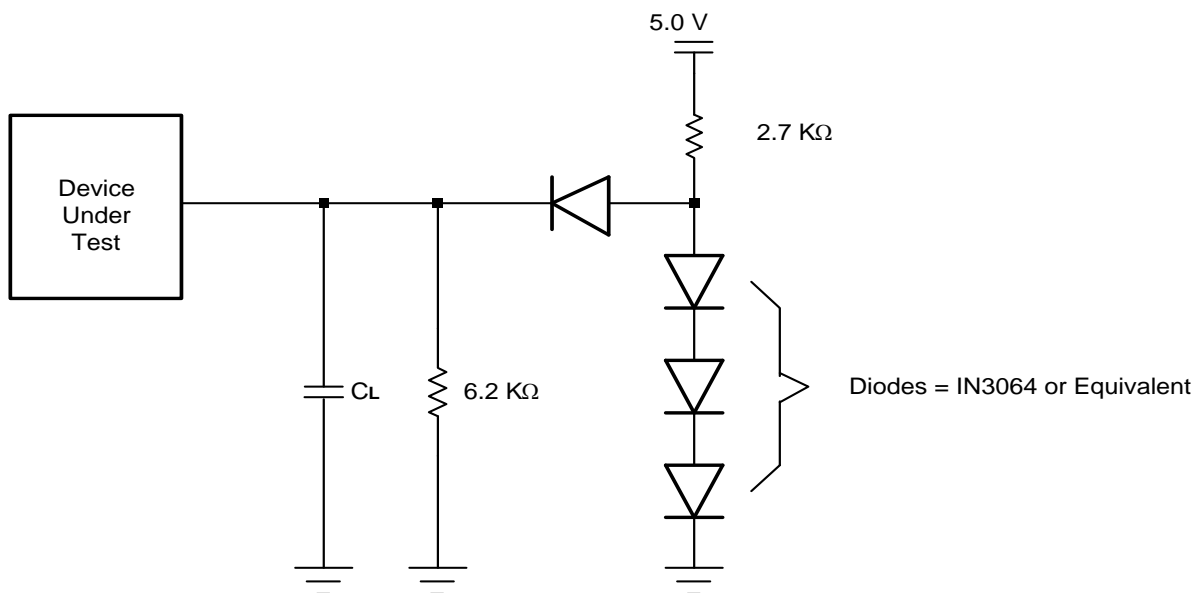 5.0 V
2.7 KΩ
Device
Under
Test
CL
6.2 KΩ
Diodes = IN3064 or Equivalent